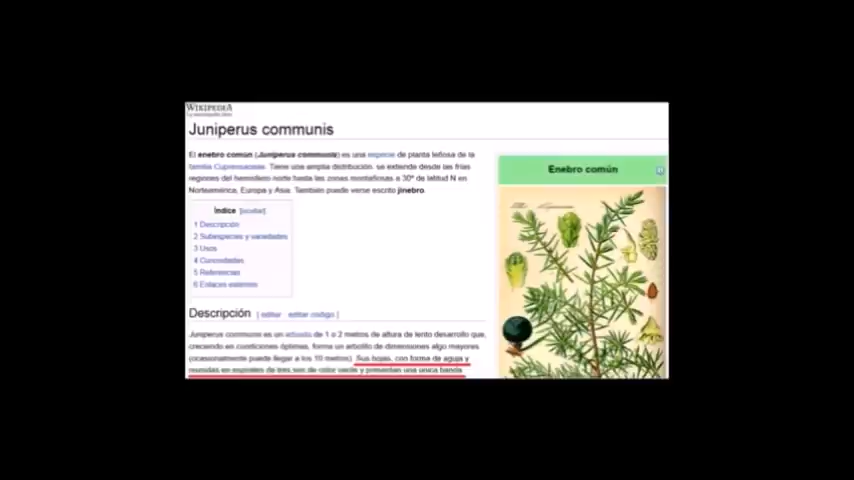 WIKIPEDIA
La enciclopedia libre
Juniperus communis
El enebro común (Juniperus communis) es una especie de planta leñosa de la
familia Cupressaceae. Tiene una amplia distribución: se extiende desde las frías
regiones del hemisferio norte hasta las zonas montañosas a 30º de latitud N en
Norteamérica, Europa y Asia. También puede verse escrito jinebro.
Enebro común
Índice [ocultar]
1 Descripción
2 Subespecies y variedades
3 Usos
4 Curiosidades
5 Referencias
6 Enlaces externos
Descripción [ editar · editar código ]
Juniperus communis es un arbusto de 1 o 2 metros de altura de lento desarrollo que,
creciendo en condiciones óptimas, forma un arbolito de dimensiones algo mayores
(ocasionalmente puede llegar a los 10 metros). Sus hojas, con forma de aguja y
reunidas en espirales de tres son de color verde y presentan una única banda